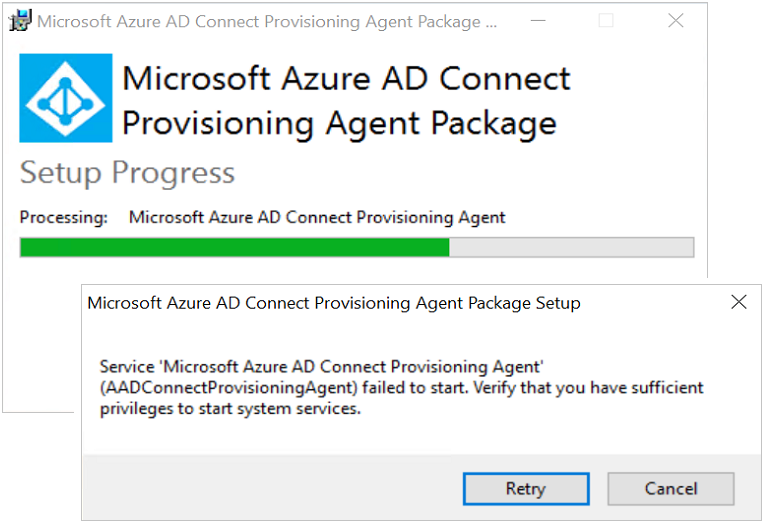 Microsoft Azure AD Connect Provisioning Agent Package ...
Microsoft Azure AD Connect
Provisioning Agent Package
Setup Progress
Processing: Microsoft Azure AD Connect Provisioning Agent
Microsoft Azure AD Connect Provisioning Agent Package Setup
Service 'Microsoft Azure AD Connect Provisioning Agent'
(AADConnectProvisioningAgent) failed to start. Verify that you have sufficient
privileges to start system services.
Retry Cancel